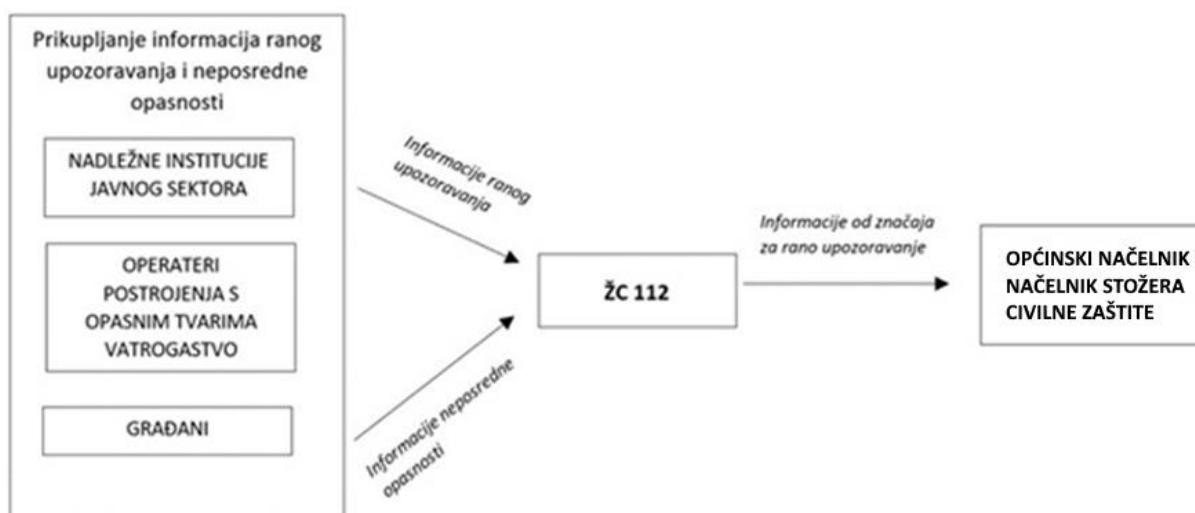 Prikupljanje informacija ranog
upozoravanja i neposredne
opasnosti
NADLEŽNE INSTITUCIJE
JAVNOG SEKTORA
OPERATERI
POSTROJENJA S
OPASNIM TVARIMA
VATROGASTVO
GRAĐANI
Informacije ranog
upozoravanja
Informacije neposredne
opasnosti
ŽC 112
Informacije od značaja
za rano upozoravanje
OPĆINSKI NAČELNIK
NAČELNIK STOŽERA
CIVILNE ZAŠTITE